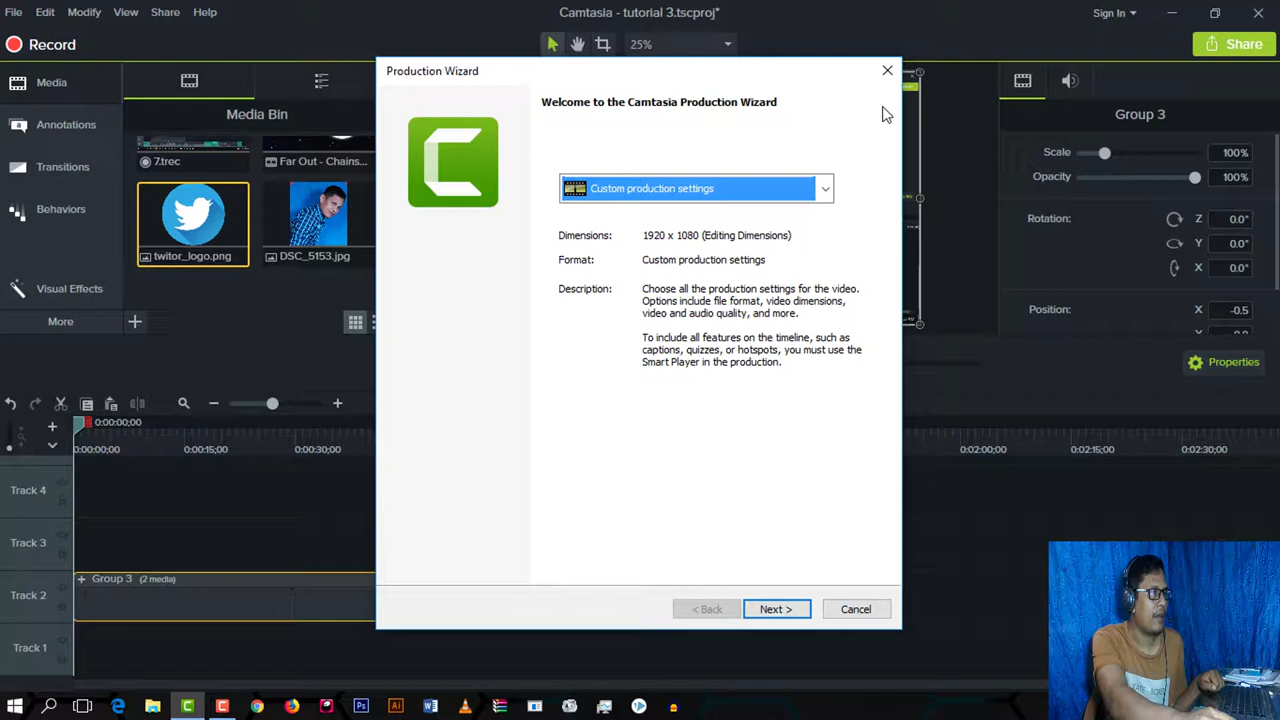 File Modify View Share Help
Camtasia - tutorial 3.tscproj*
Sign In
Record
25%
Share
Media
Annotations
Transitions
Behaviors
Visual Effects
More
Media Bin
7.trec
Far Out - Chains...
twitor_logo.png
DSC_5153.jpg
Production Wizard
Welcome to the Camtasia Production Wizard
Custom production settings
Dimensions: 1920 x 1080 (Editing Dimensions)
Format: Custom production settings
Description: Choose all the production settings for the video.
Options include file format, video dimensions,
video and audio quality, and more.
To include all features on the timeline, such as
captions, quizzes, or hotspots, you must use the
Smart Player in the production.
< Back
Next >
Cancel
Group 3
Scale 100%
Opacity 100%
Rotation: Z 0.0°
Y 0.0°
X 0.0°
Position: X -0.5
Properties
0:00:00;00
0:00:00;00 0:00:15;00 0:00:30;00 0:02:00;00 0:02:15;00 0:02:30;00
Track 4
Track 3
Group 3 (2 media)
Track 2
Track 1